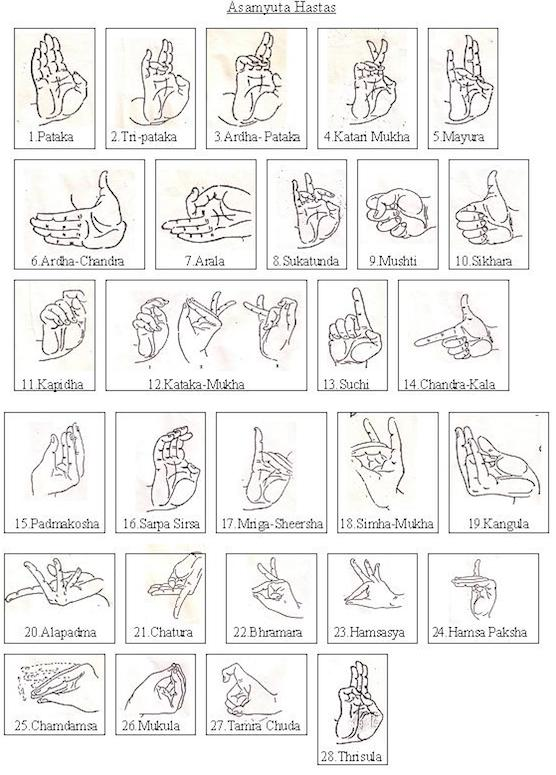 Asamyuta Hastas
1.Pataka
2.Tri-pataka
3.Ardha-Pataka
4.Katari Mukha
5.Mayura
6.Ardha-Chandra
7.Arala
8.Sukatunda
9.Mushti
10.Sikhara
11.Kapidha
12.Kataka-Mukha
13.Suchi
14.Chandra-Kala
15.Padmakosha
16.Sarpa Sirsa
17.Mriga-Sheersha
18.Simha-Mukha
19.Kangula
20.Alapadma
21.Chatura
22.Bhramara
23.Hamsasya
24.Hamsa Paksha
25.Chamdamsa
26.Mukula
27.Tamra Chuda
28.Thrisula